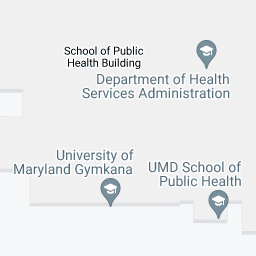 School of Public
Health Building
Department of Health
Services Administration
University of
Maryland Gymkana
UMD School of
Public Health